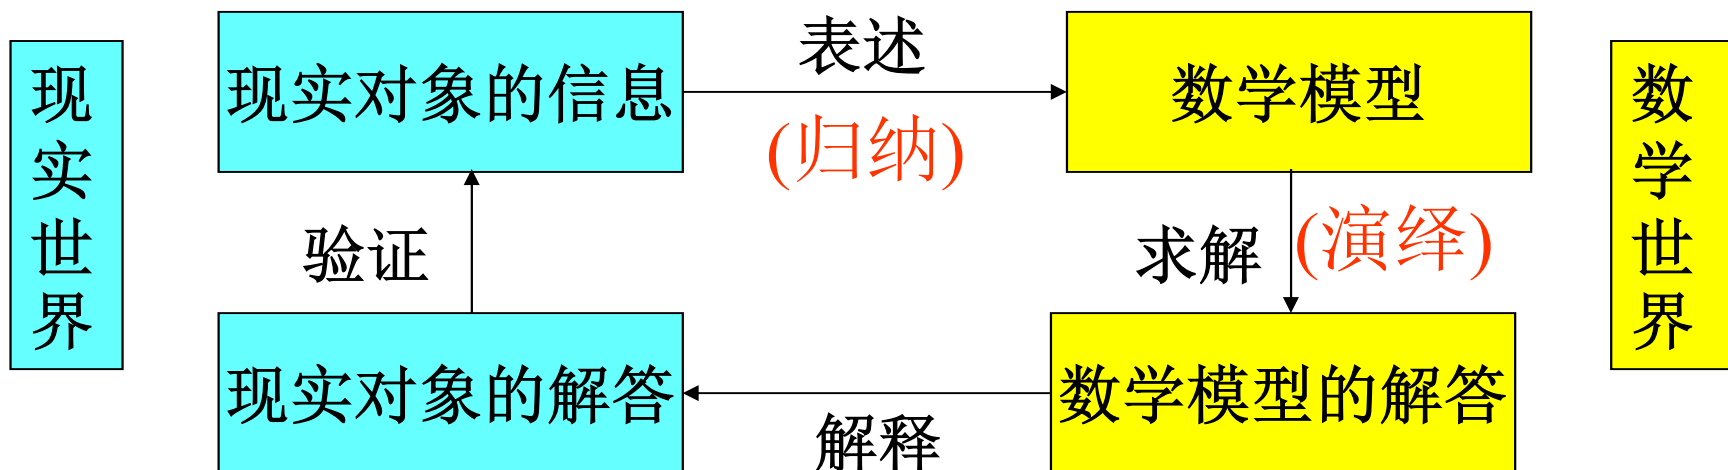 现实世界
现实对象的信息
表述
(归纳)
数学模型
数学世界
验证
求解
(演绎)
现实对象的解答
解释
数学模型的解答